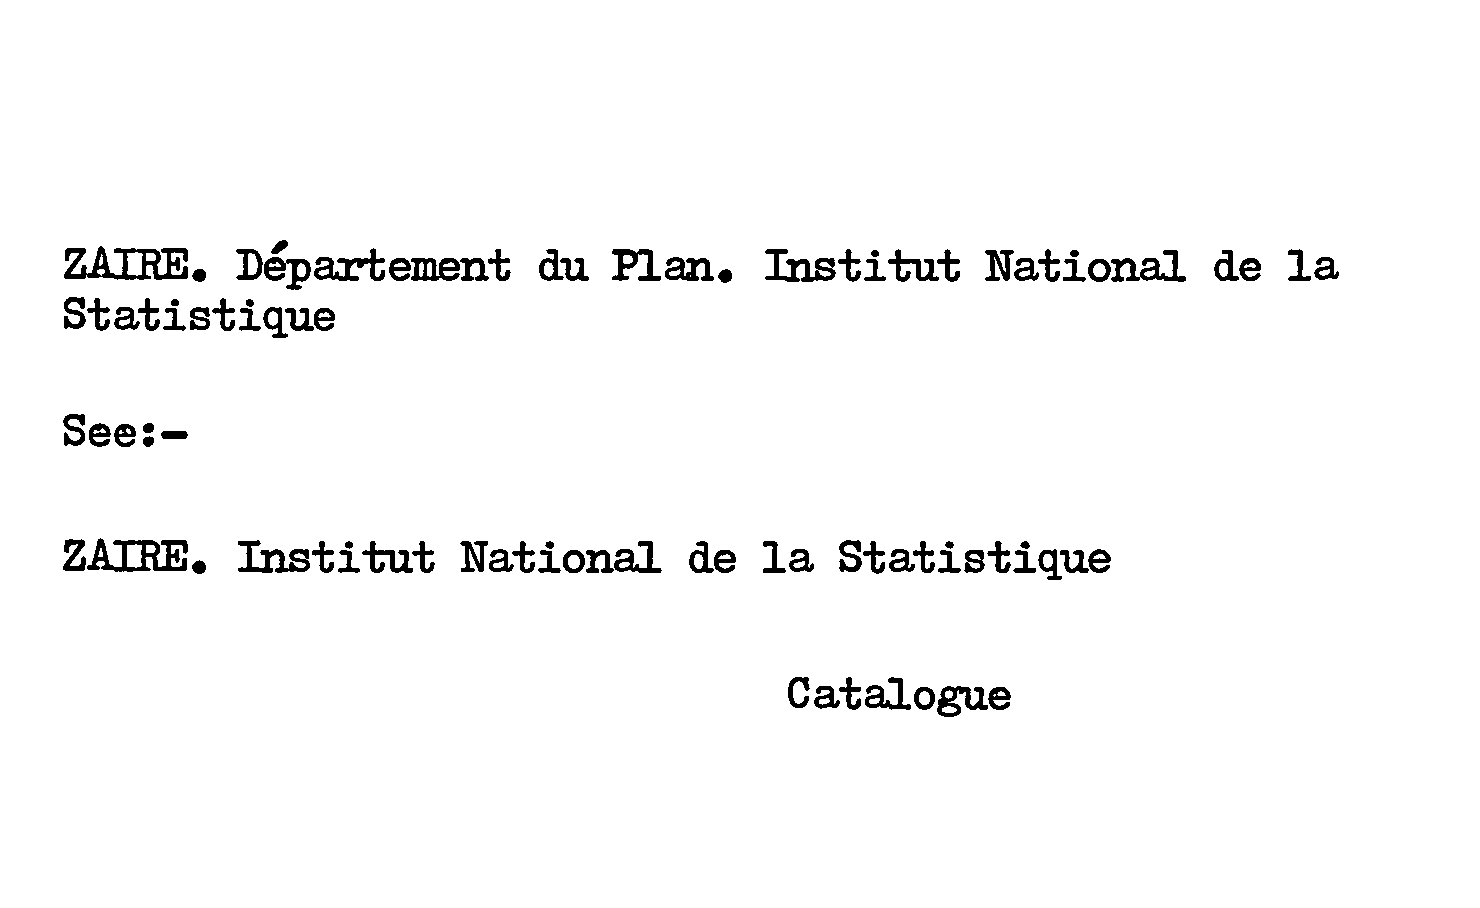 ZAIRE. Département du Plan. Institut National de la
Statistique
See:-
ZAIRE. Institut National de la Statistique
Catalogue